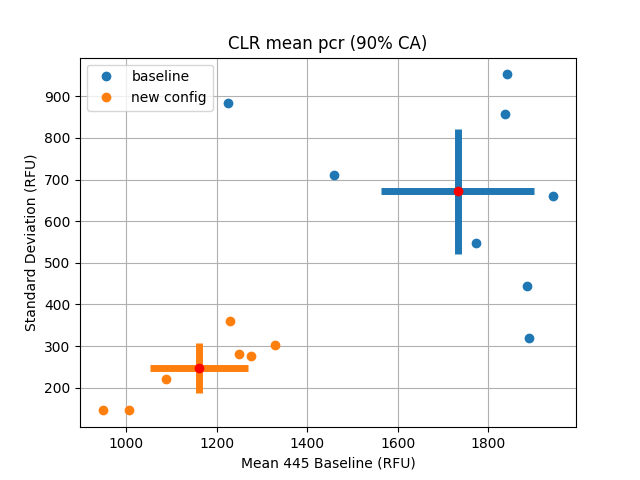 CLR mean pcr (90% CA)
baseline
new config
Standard Deviation (RFU)
900
800
700
600
500
400
300
200
1000 1200 1400 1600 1800
Mean 445 Baseline (RFU)